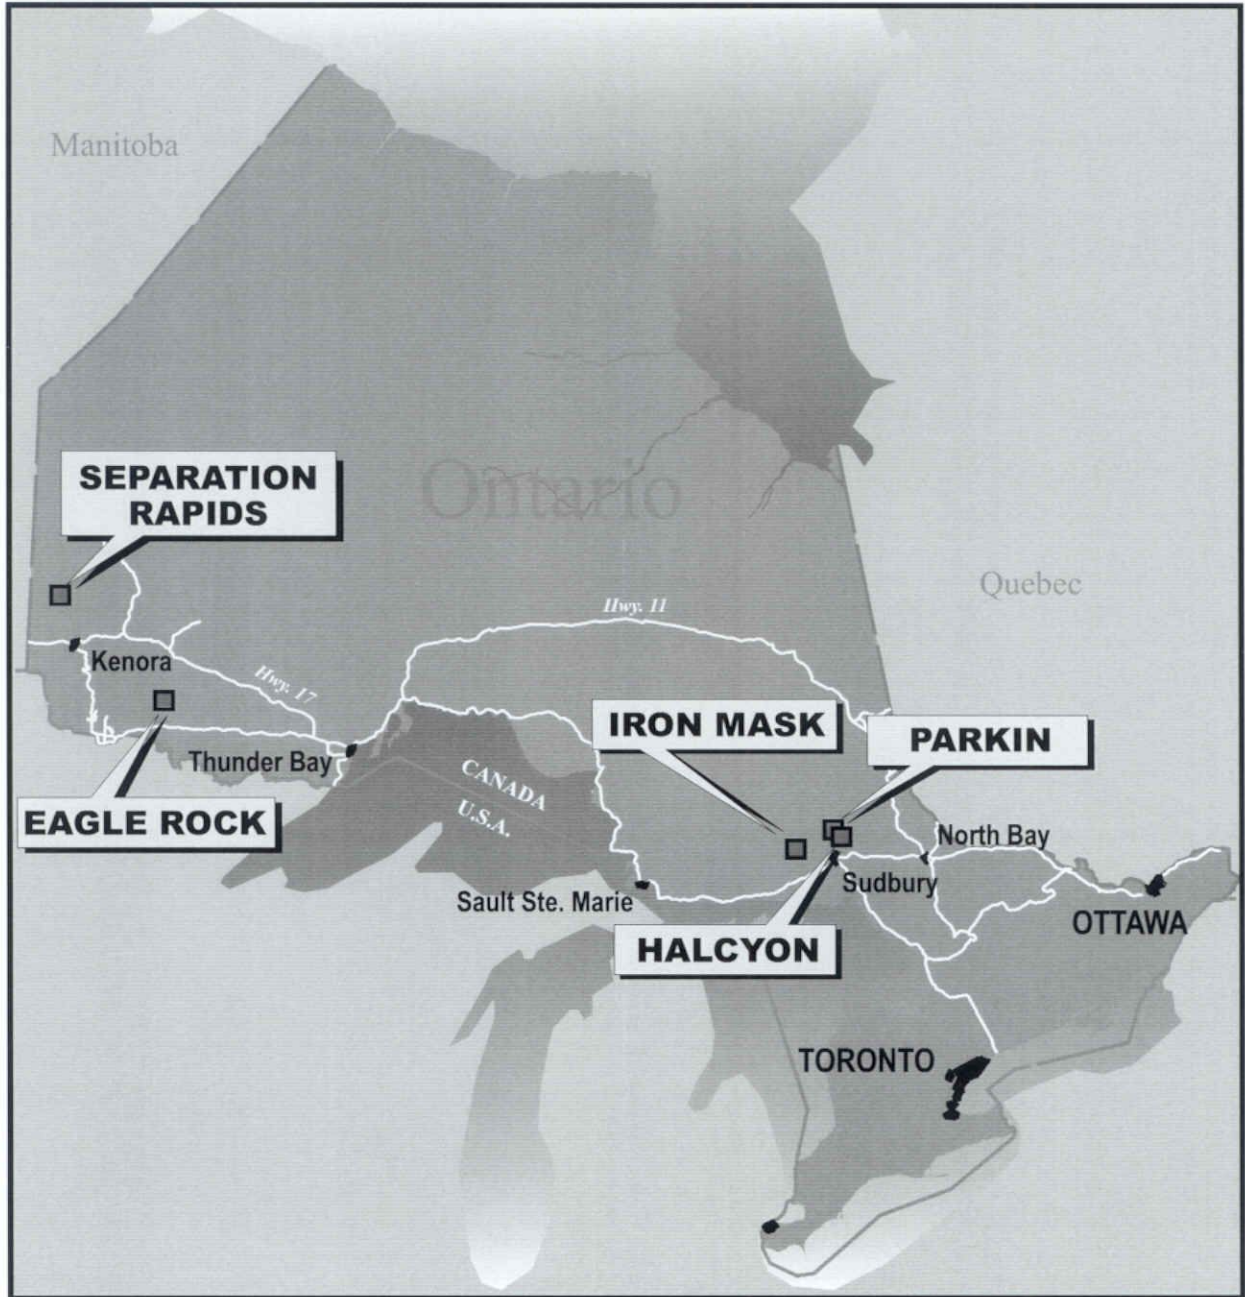 Manitoba
SEPARATION
RAPIDS
Ontario
Quebec
Hwy. 11
Kenora
Hwy. 17
IRON MASK
PARKIN
Thunder Bay
CANADA
U.S.A.
EAGLE ROCK
North Bay
Sudbury
Sault Ste. Marie
OTTAWA
HALCYON
TORONTO